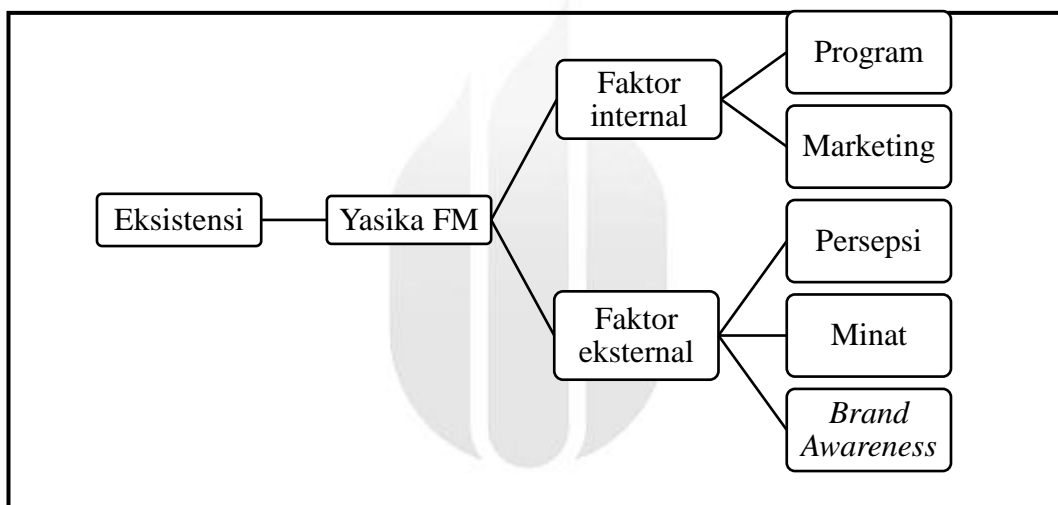 Eksistensi
Yasika FM
Faktor
internal
Program
Marketing
Faktor
eksternal
Persepsi
Minat
Brand
Awareness